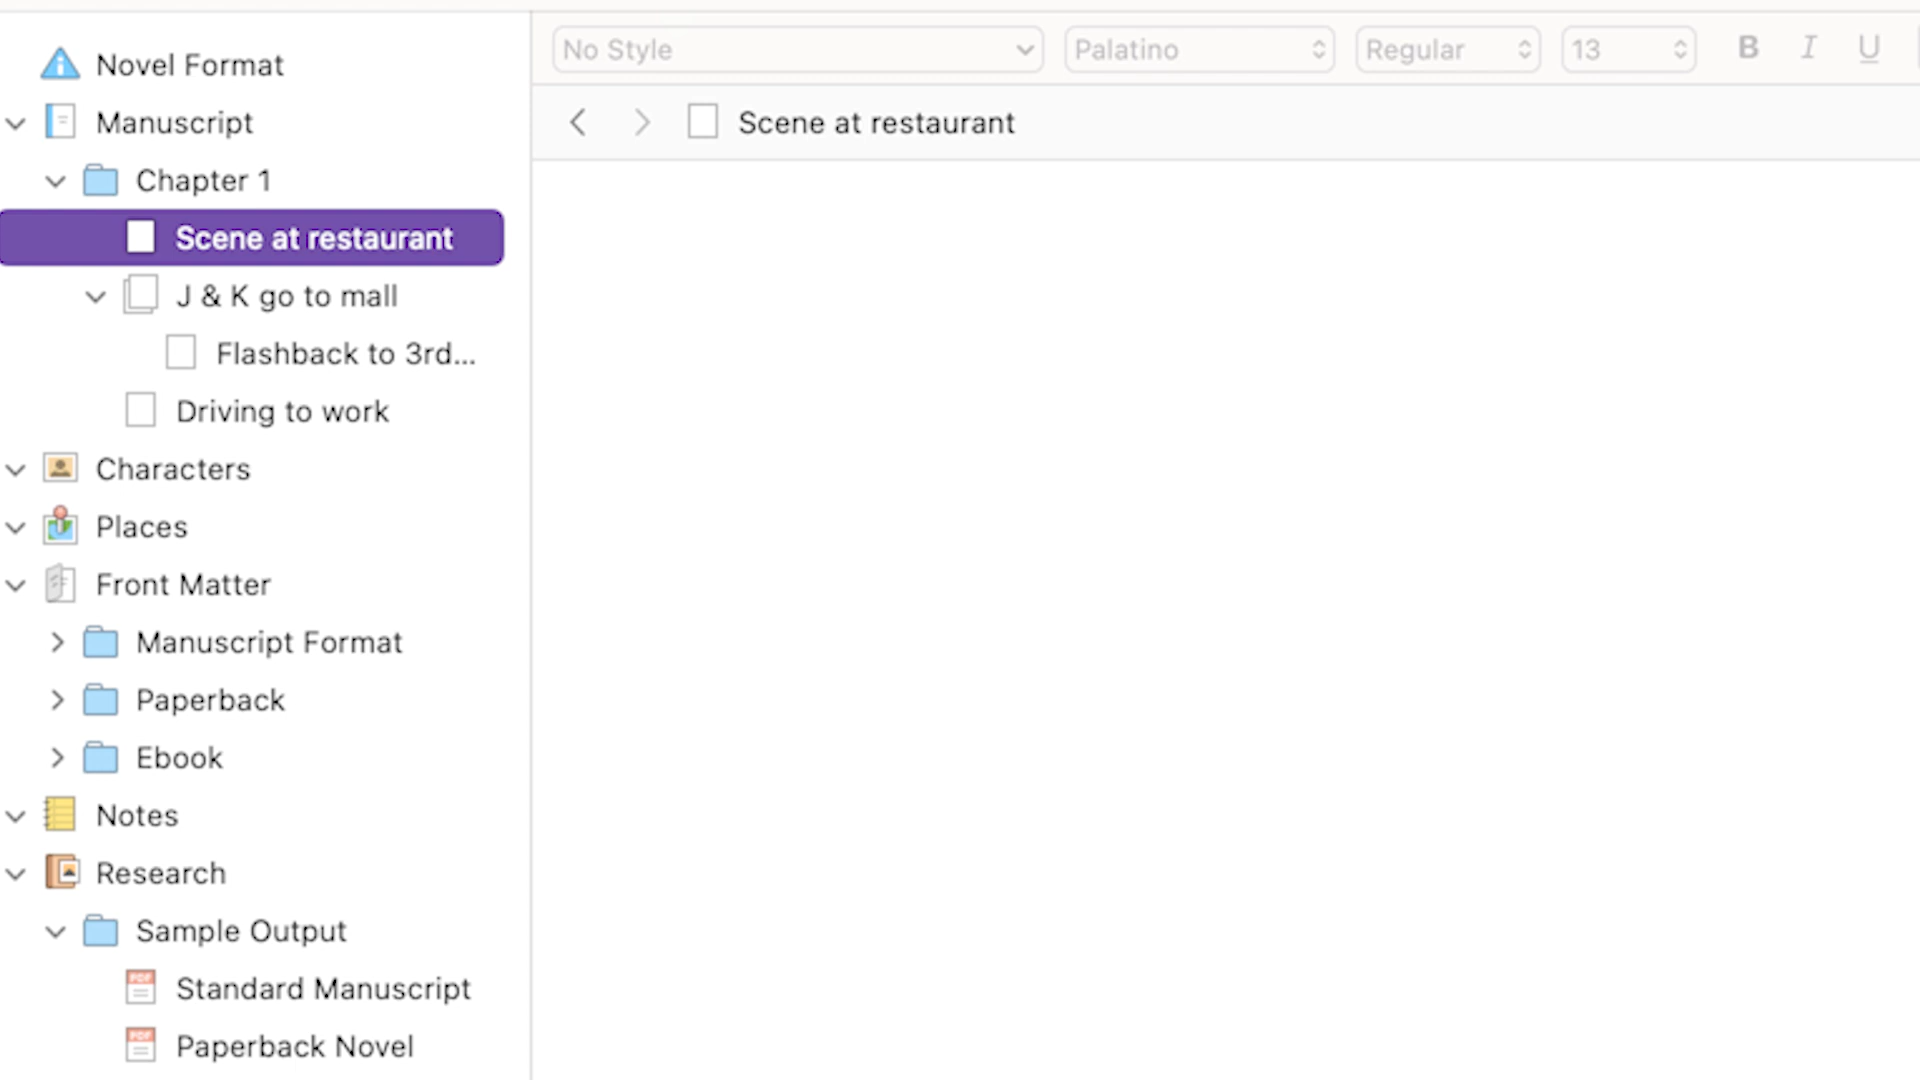 Novel Format
Manuscript
Chapter 1
Scene at restaurant
J & K go to mall
Flashback to 3rd...
Driving to work
Characters
Places
Front Matter
Manuscript Format
Paperback
Ebook
Notes
Research
Sample Output
PDF
Standard Manuscript
PDF
Paperback Novel
No Style Palatino Regular 13 B I U
Scene at restaurant